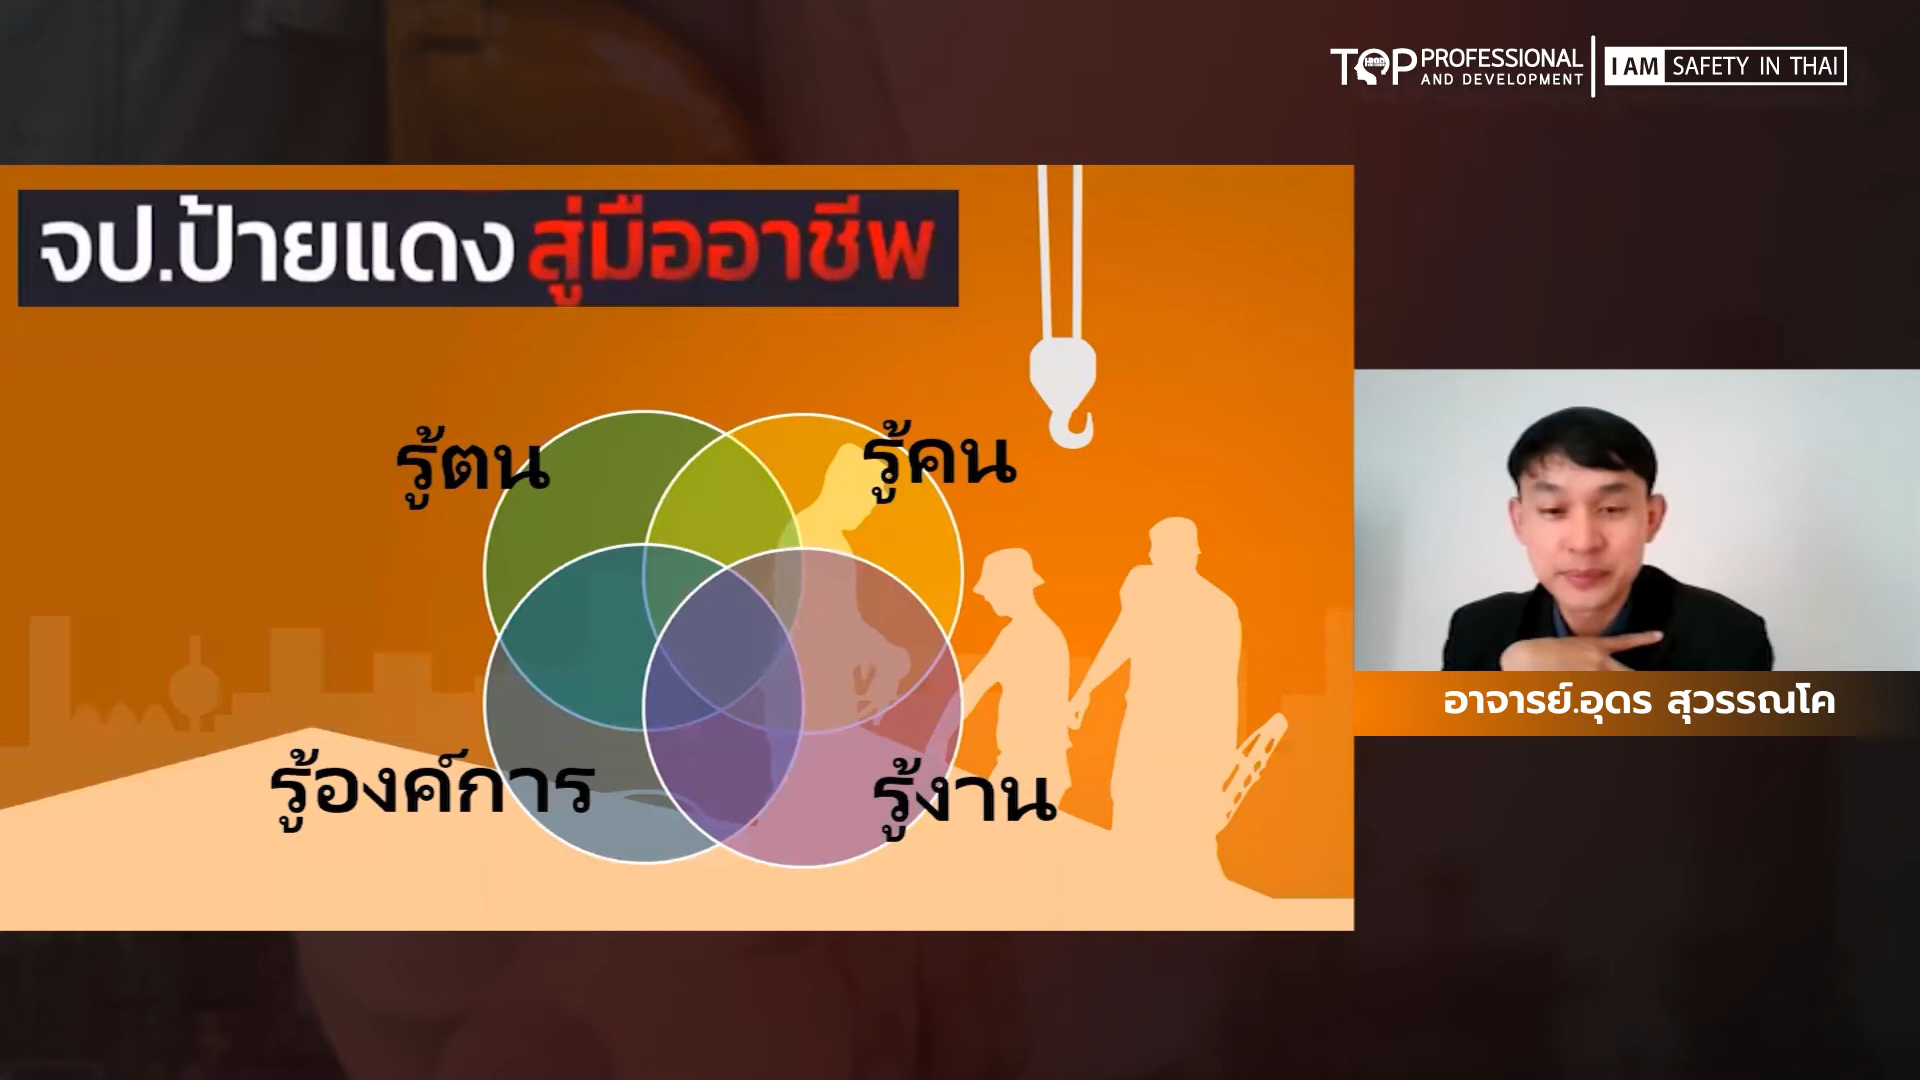 TOP PROFESSIONAL
AND DEVELOPMENT
I AM SAFETY IN THAI
จป.ป้ายแดง สู่มืออาชีพ
รู้ตน
รู้คน
รู้องค์การ
รู้งาน
อาจารย์.อุดร สุวรรณโค